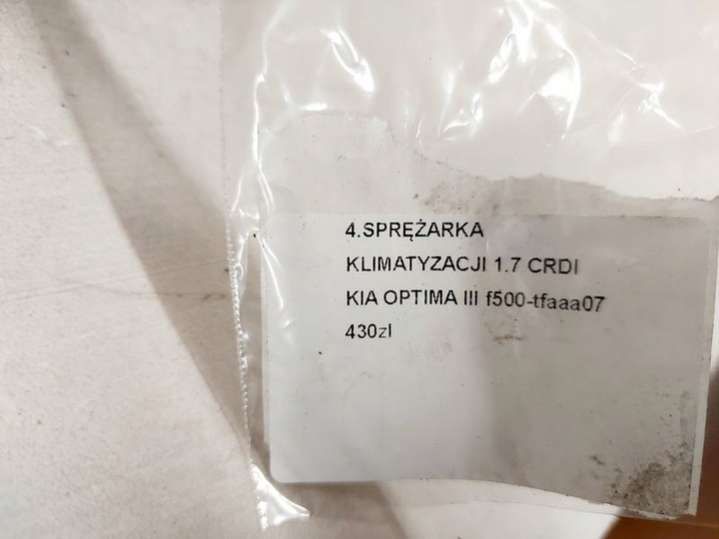 4.SPRĘŻARKA
KLIMATYZACJI 1.7 CRDI
KIA OPTIMA III f500-tfaaa07
430zl